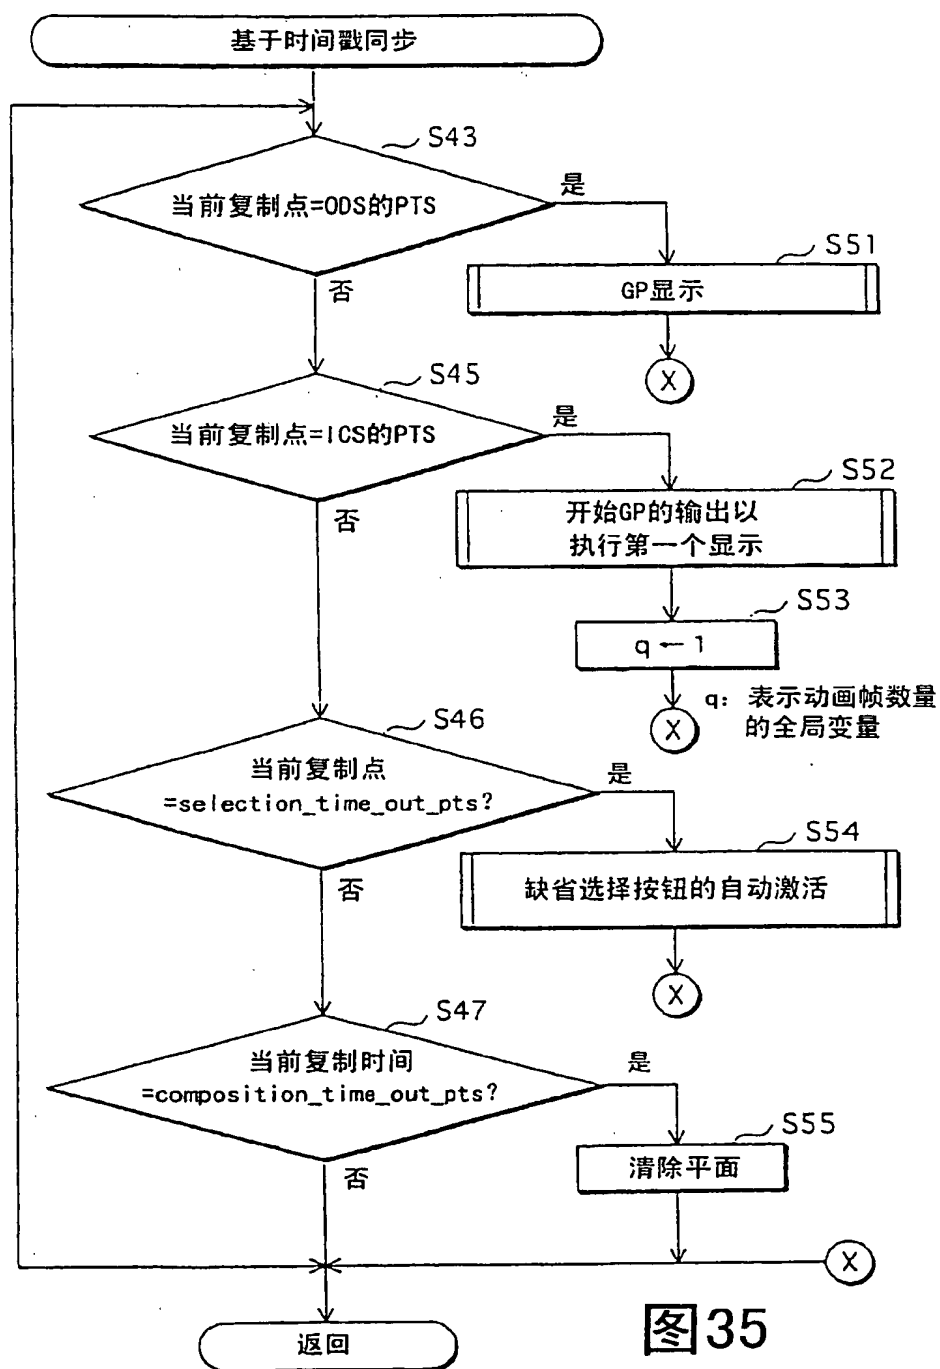 基于时间戳同步
S43
当前复制点=ODS的PTS
是
否
S51
GP显示
X
S45
当前复制点=ICS的PTS
是
否
S52
开始GP的输出以
执行第一个显示
S53
q←1
X
q：表示动画帧数量
的全局变量
S46
当前复制点
=selection_time_out_pts?
是
否
S54
缺省选择按钮的自动激活
X
S47
当前复制时间
=composition_time_out_pts?
是
否
S55
清除平面
X
返回
图35